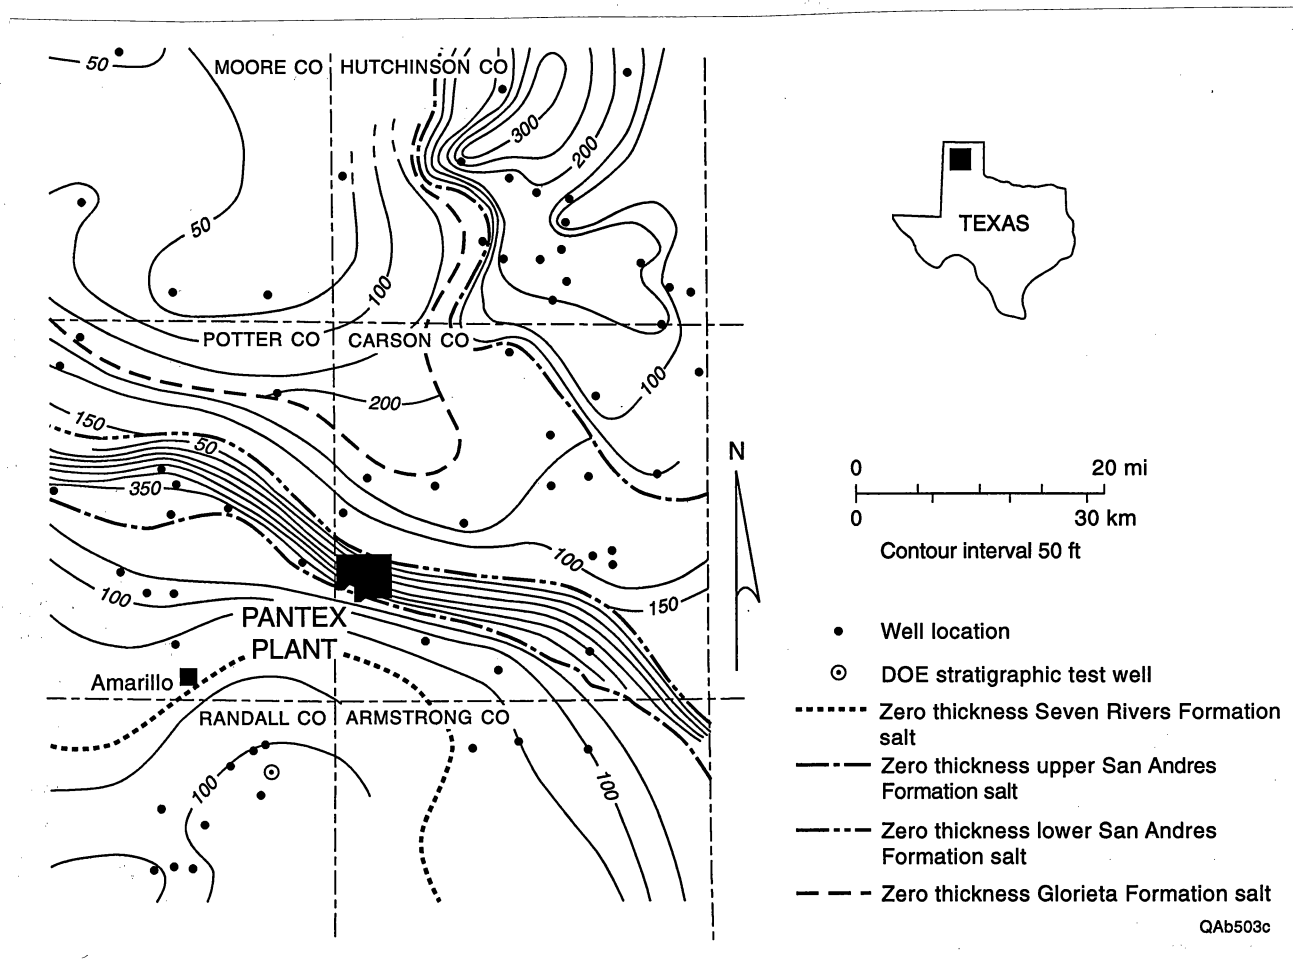 50
MOORE CO
HUTCHINSON CO
300
200
50
100
TEXAS
POTTER CO
CARSON CO
200
100
150
50
350
N
0
20 mi
0
30 km
Contour interval 50 ft
100
150
100
PANTEX
PLANT
Amarillo
RANDALL CO
ARMSTRONG CO
100
100
Well location
DOE stratigraphic test well
Zero thickness Seven Rivers Formation
salt
Zero thickness upper San Andres
Formation salt
Zero thickness lower San Andres
Formation salt
Zero thickness Glorieta Formation salt
QAb503c